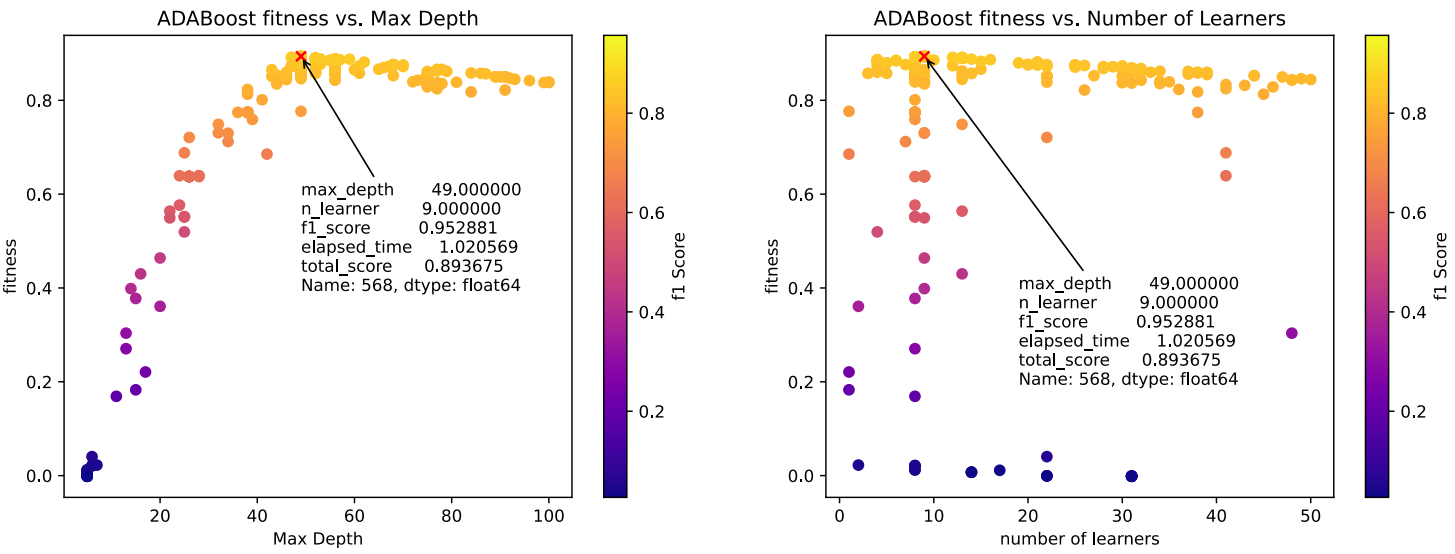 ADABoost fitness vs. Max Depth
fitness
0.8
0.6
0.4
0.2
0.0
max_depth 49.000000
n_learner 9.000000
f1_score 0.952881
elapsed_time 1.020569
total_score 0.893675
Name: 568, dtype: float64
20
40
60
80
100
Max Depth
0.8
0.6
0.4
0.2
f1 Score
ADABoost fitness vs. Number of Learners
fitness
0.8
0.6
0.4
0.2
0.0
max_depth 49.000000
n_learner 9.000000
f1_score 0.952881
elapsed_time 1.020569
total_score 0.893675
Name: 568, dtype: float64
0
10
20
30
40
50
number of learners
0.8
0.6
0.4
0.2
f1 Score